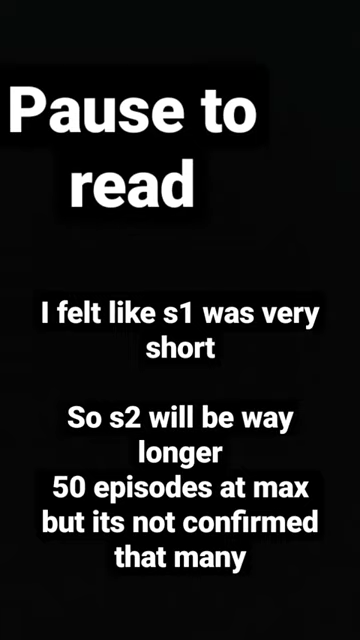 Pause to
read
I felt like s1 was very
short
So s2 will be way
longer
50 episodes at max
but its not confirmed
that many